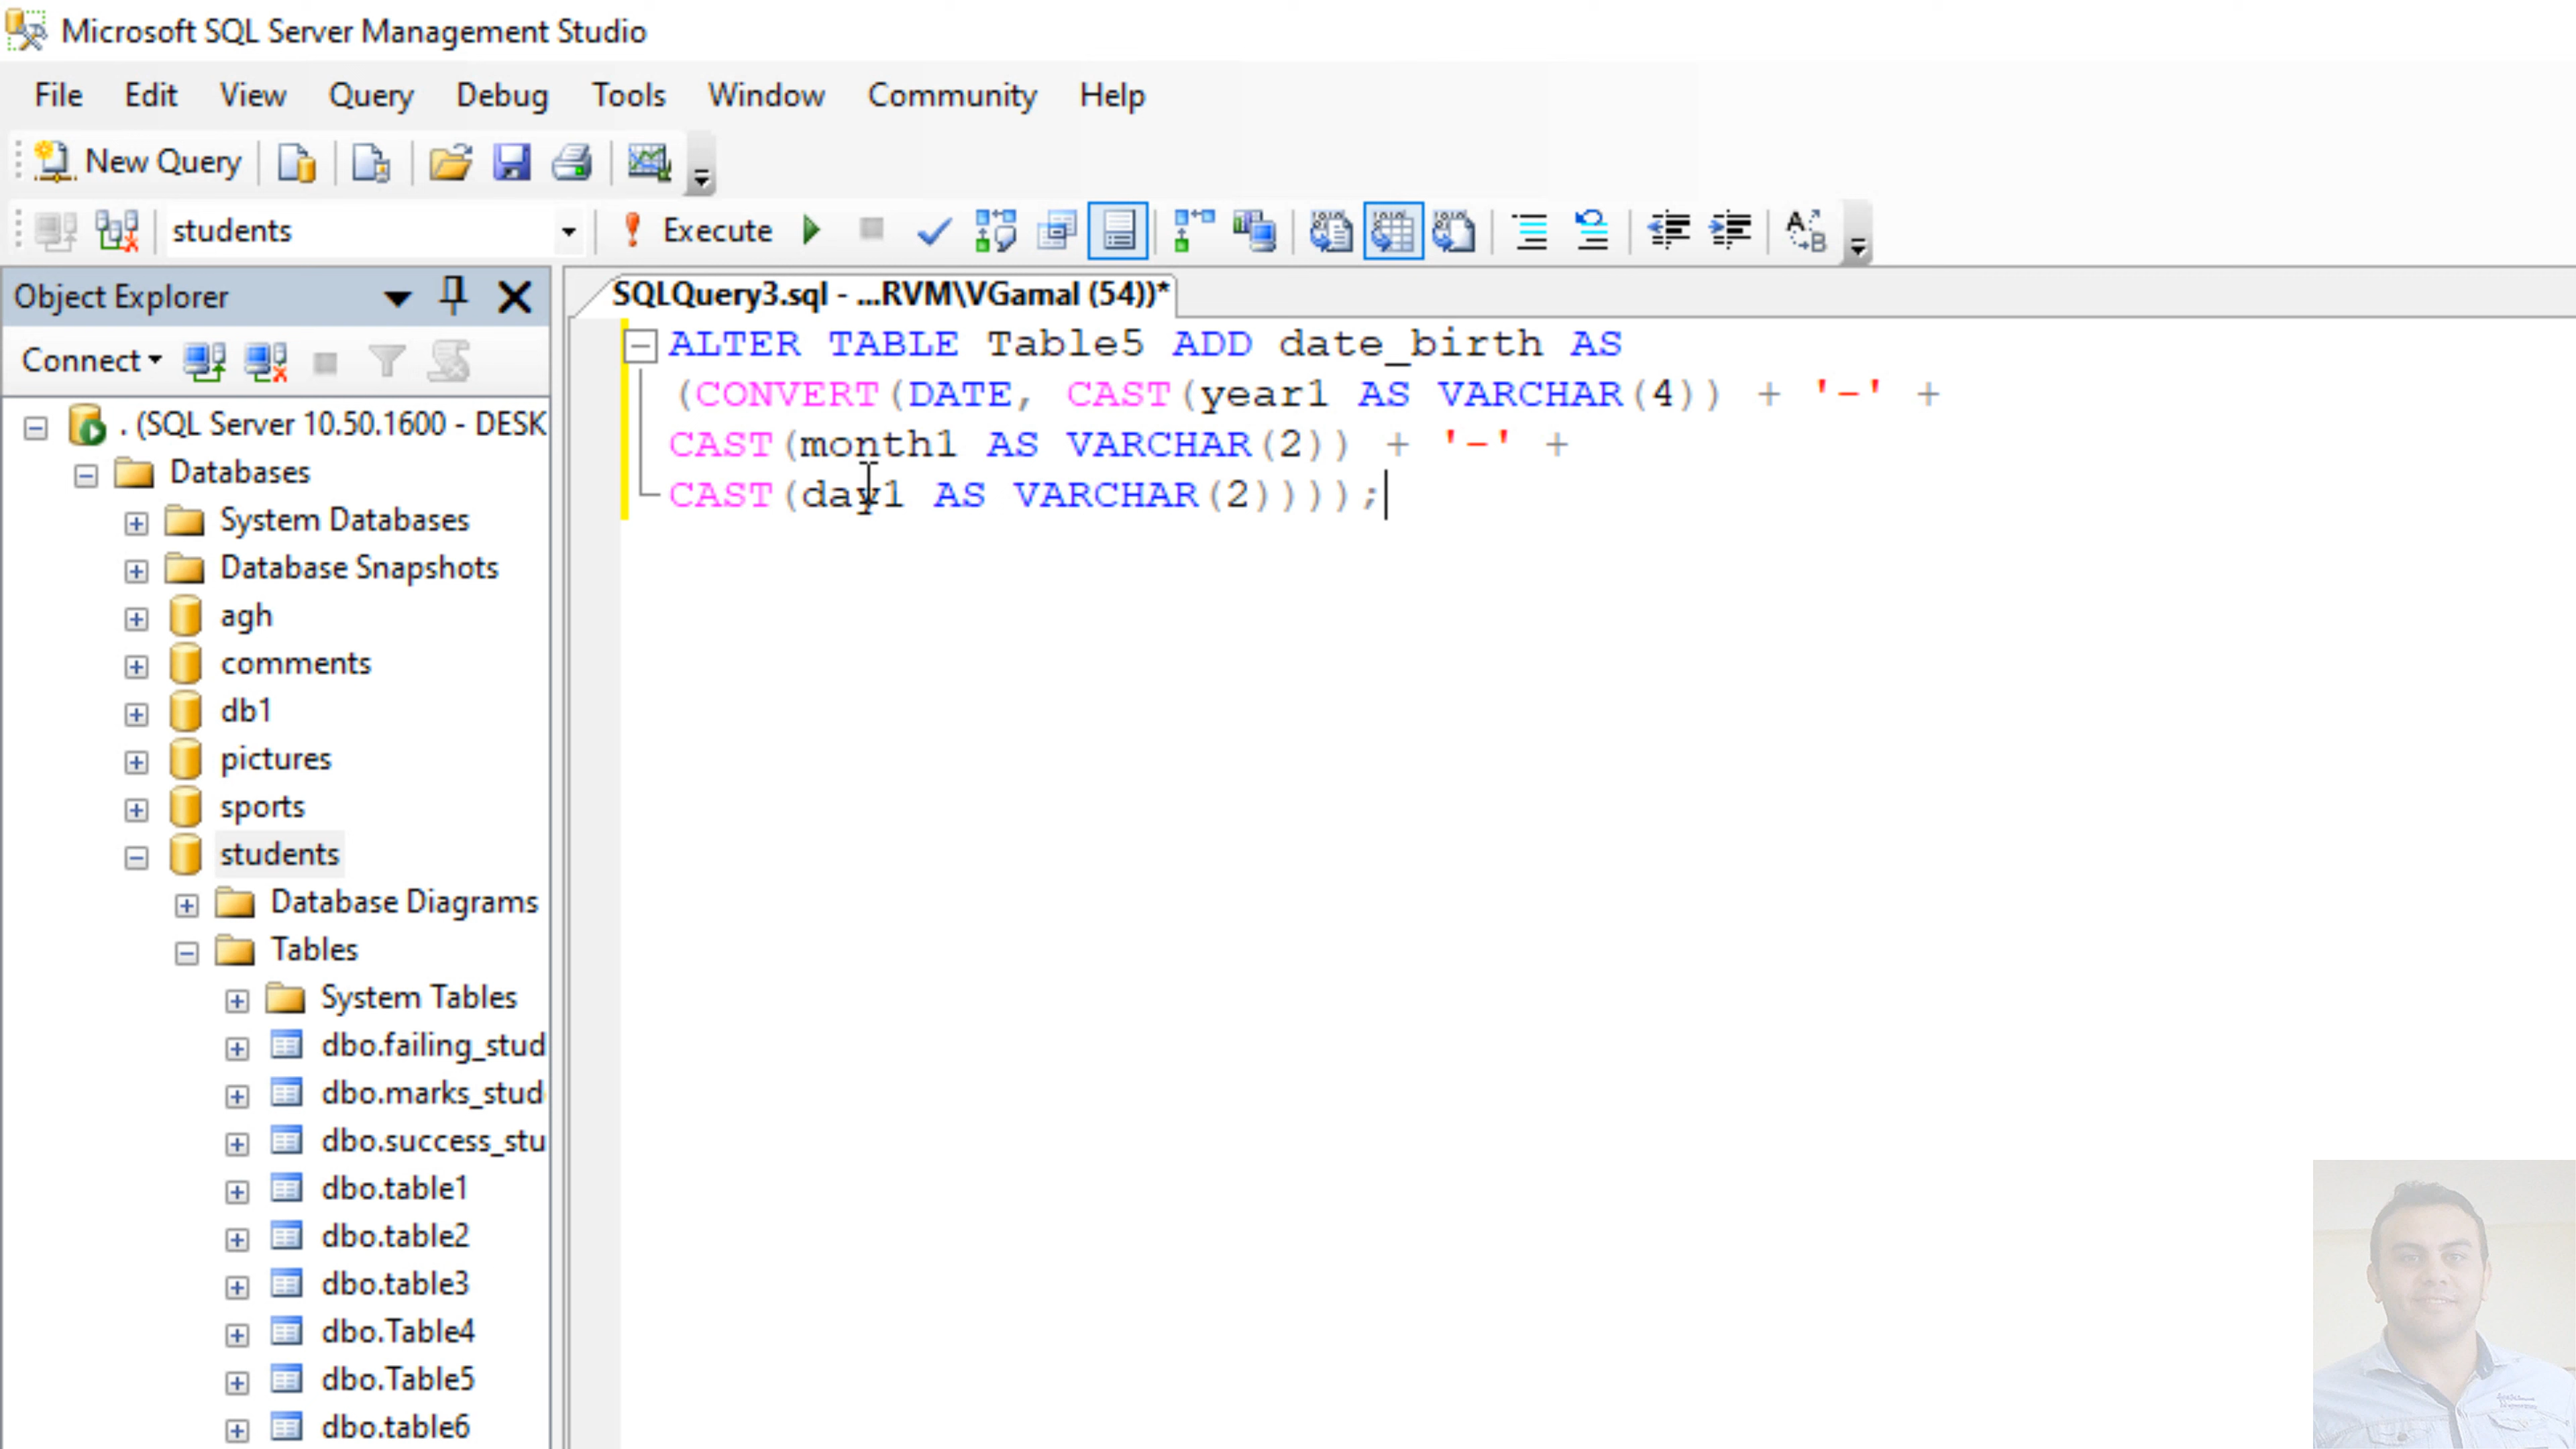 Microsoft SQL Server Management Studio
File Edit View Query Debug Tools Window Community Help
New Query
students Execute
Object Explorer
SQLQuery3.sql - ...RVM\VGamal (54))*
Connect
. (SQL Server 10.50.1600 - DESK
Databases
System Databases
Database Snapshots
agh
comments
db1
pictures
sports
students
Database Diagrams
Tables
System Tables
dbo.failing_stud
dbo.marks_stud
dbo.success_stu
dbo.table1
dbo.table2
dbo.table3
dbo.Table4
dbo.Table5
dbo.table6
ALTER TABLE Table5 ADD date_birth AS
(CONVERT(DATE, CAST(year1 AS VARCHAR(4)) + '-' +
CAST(month1 AS VARCHAR(2)) + '-' +
CAST(day1 AS VARCHAR(2))));